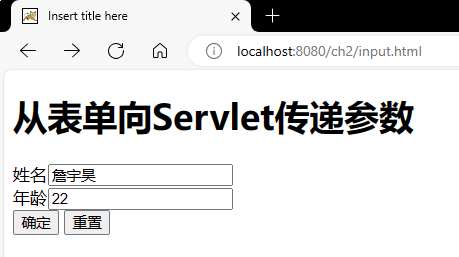 Insert title here
localhost:8080/ch2/input.html
从表单向Servlet传递参数
姓名 詹宇昊
年龄 22
确定 重置